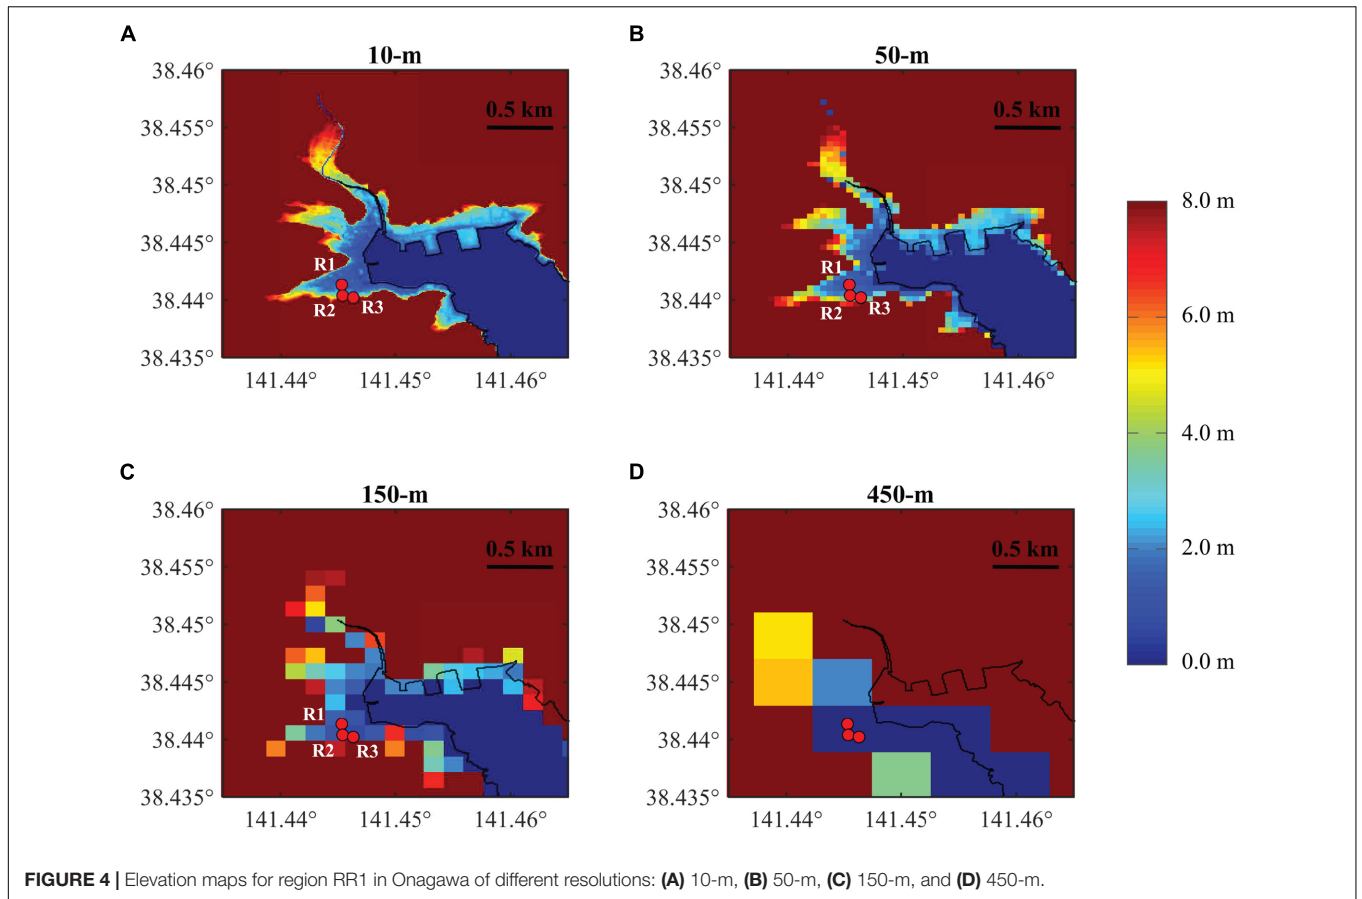 A
10-m
38.46°
38.455°
38.45°
38.445°
38.44°
38.435°
0.5 km
R1
R2
R3
141.44°
141.45°
141.46°
B
50-m
38.46°
38.455°
38.45°
38.445°
38.44°
38.435°
0.5 km
R1
R2
R3
141.44°
141.45°
141.46°
C
150-m
38.46°
38.455°
38.45°
38.445°
38.44°
38.435°
0.5 km
R1
R2
R3
141.44°
141.45°
141.46°
D
450-m
38.46°
38.455°
38.45°
38.445°
38.44°
38.435°
0.5 km
141.44°
141.45°
141.46°
8.0 m
6.0 m
4.0 m
2.0 m
0.0 m
FIGURE 4 | Elevation maps for region RR1 in Onagawa of different resolutions: (A) 10-m, (B) 50-m, (C) 150-m, and (D) 450-m.